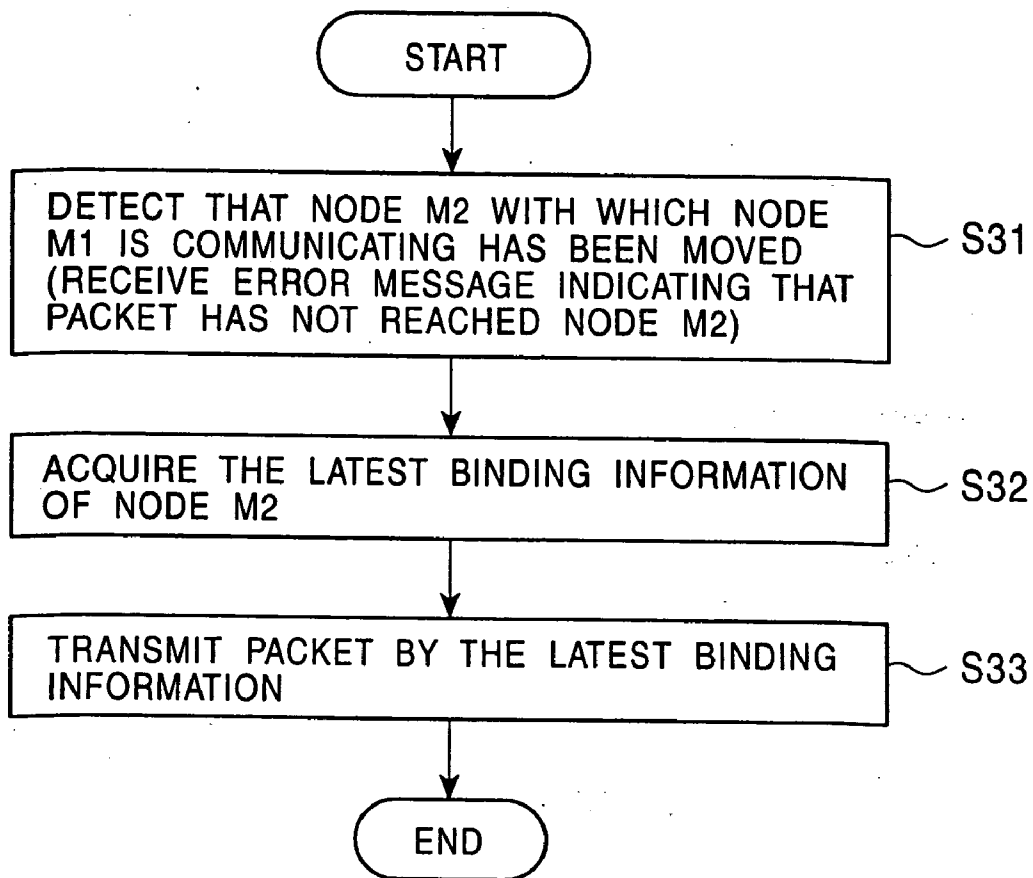 START
DETECT THAT NODE M2 WITH WHICH NODE
M1 IS COMMUNICATING HAS BEEN MOVED
(RECEIVE ERROR MESSAGE INDICATING THAT
PACKET HAS NOT REACHED NODE M2)
S31
ACQUIRE THE LATEST BINDING INFORMATION
OF NODE M2
S32
TRANSMIT PACKET BY THE LATEST BINDING
INFORMATION
S33
END